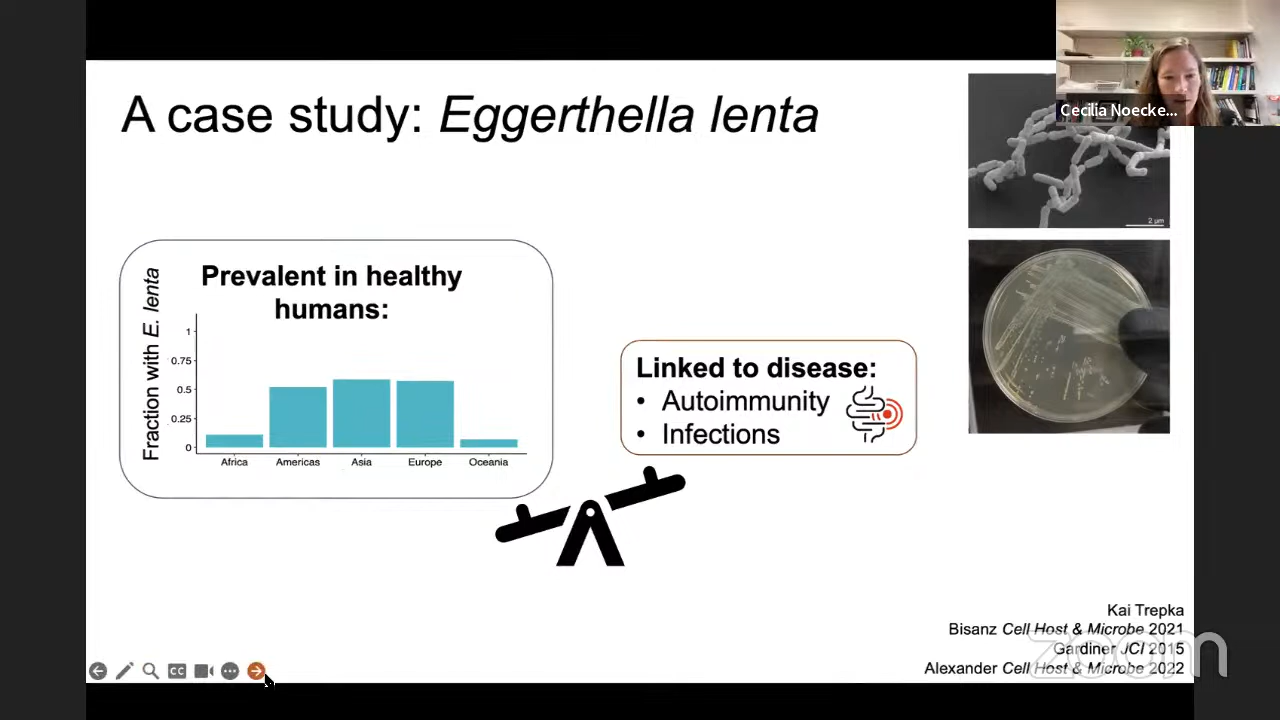 Cecilia Noecke...
A case study: Eggerthella lenta
2 μm
Prevalent in healthy
humans:
Fraction with E. lenta
1
0.75
0.5
0.25
0
Africa
Americas
Asia
Europe
Oceania
Linked to disease:
• Autoimmunity
• Infections
Kai Trepka
Bisanz Cell Host & Microbe 2021
Gardiner JCI 2015
Alexander Cell Host & Microbe 2022
zoom
CC